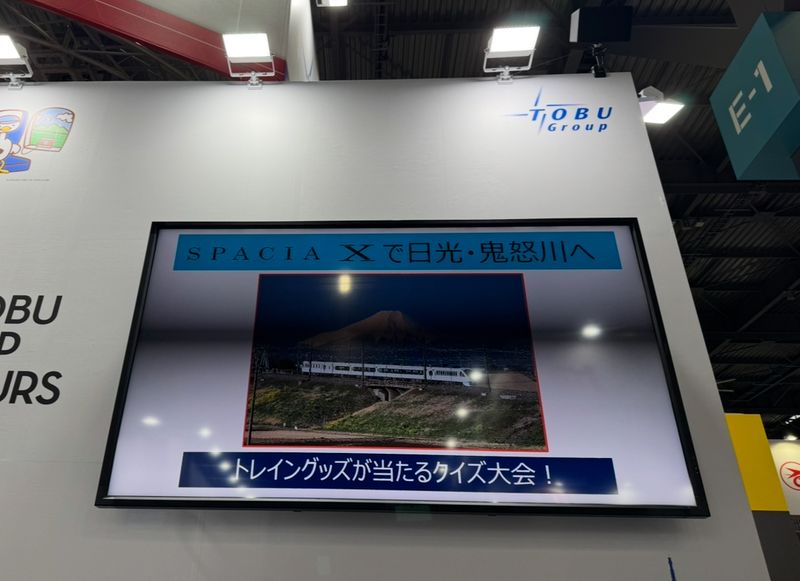 TOBU
Group
E-1
SPACIA X で日光・鬼怒川へ
OBU
D
URS
トレイングッズが当たるクイズ大会！